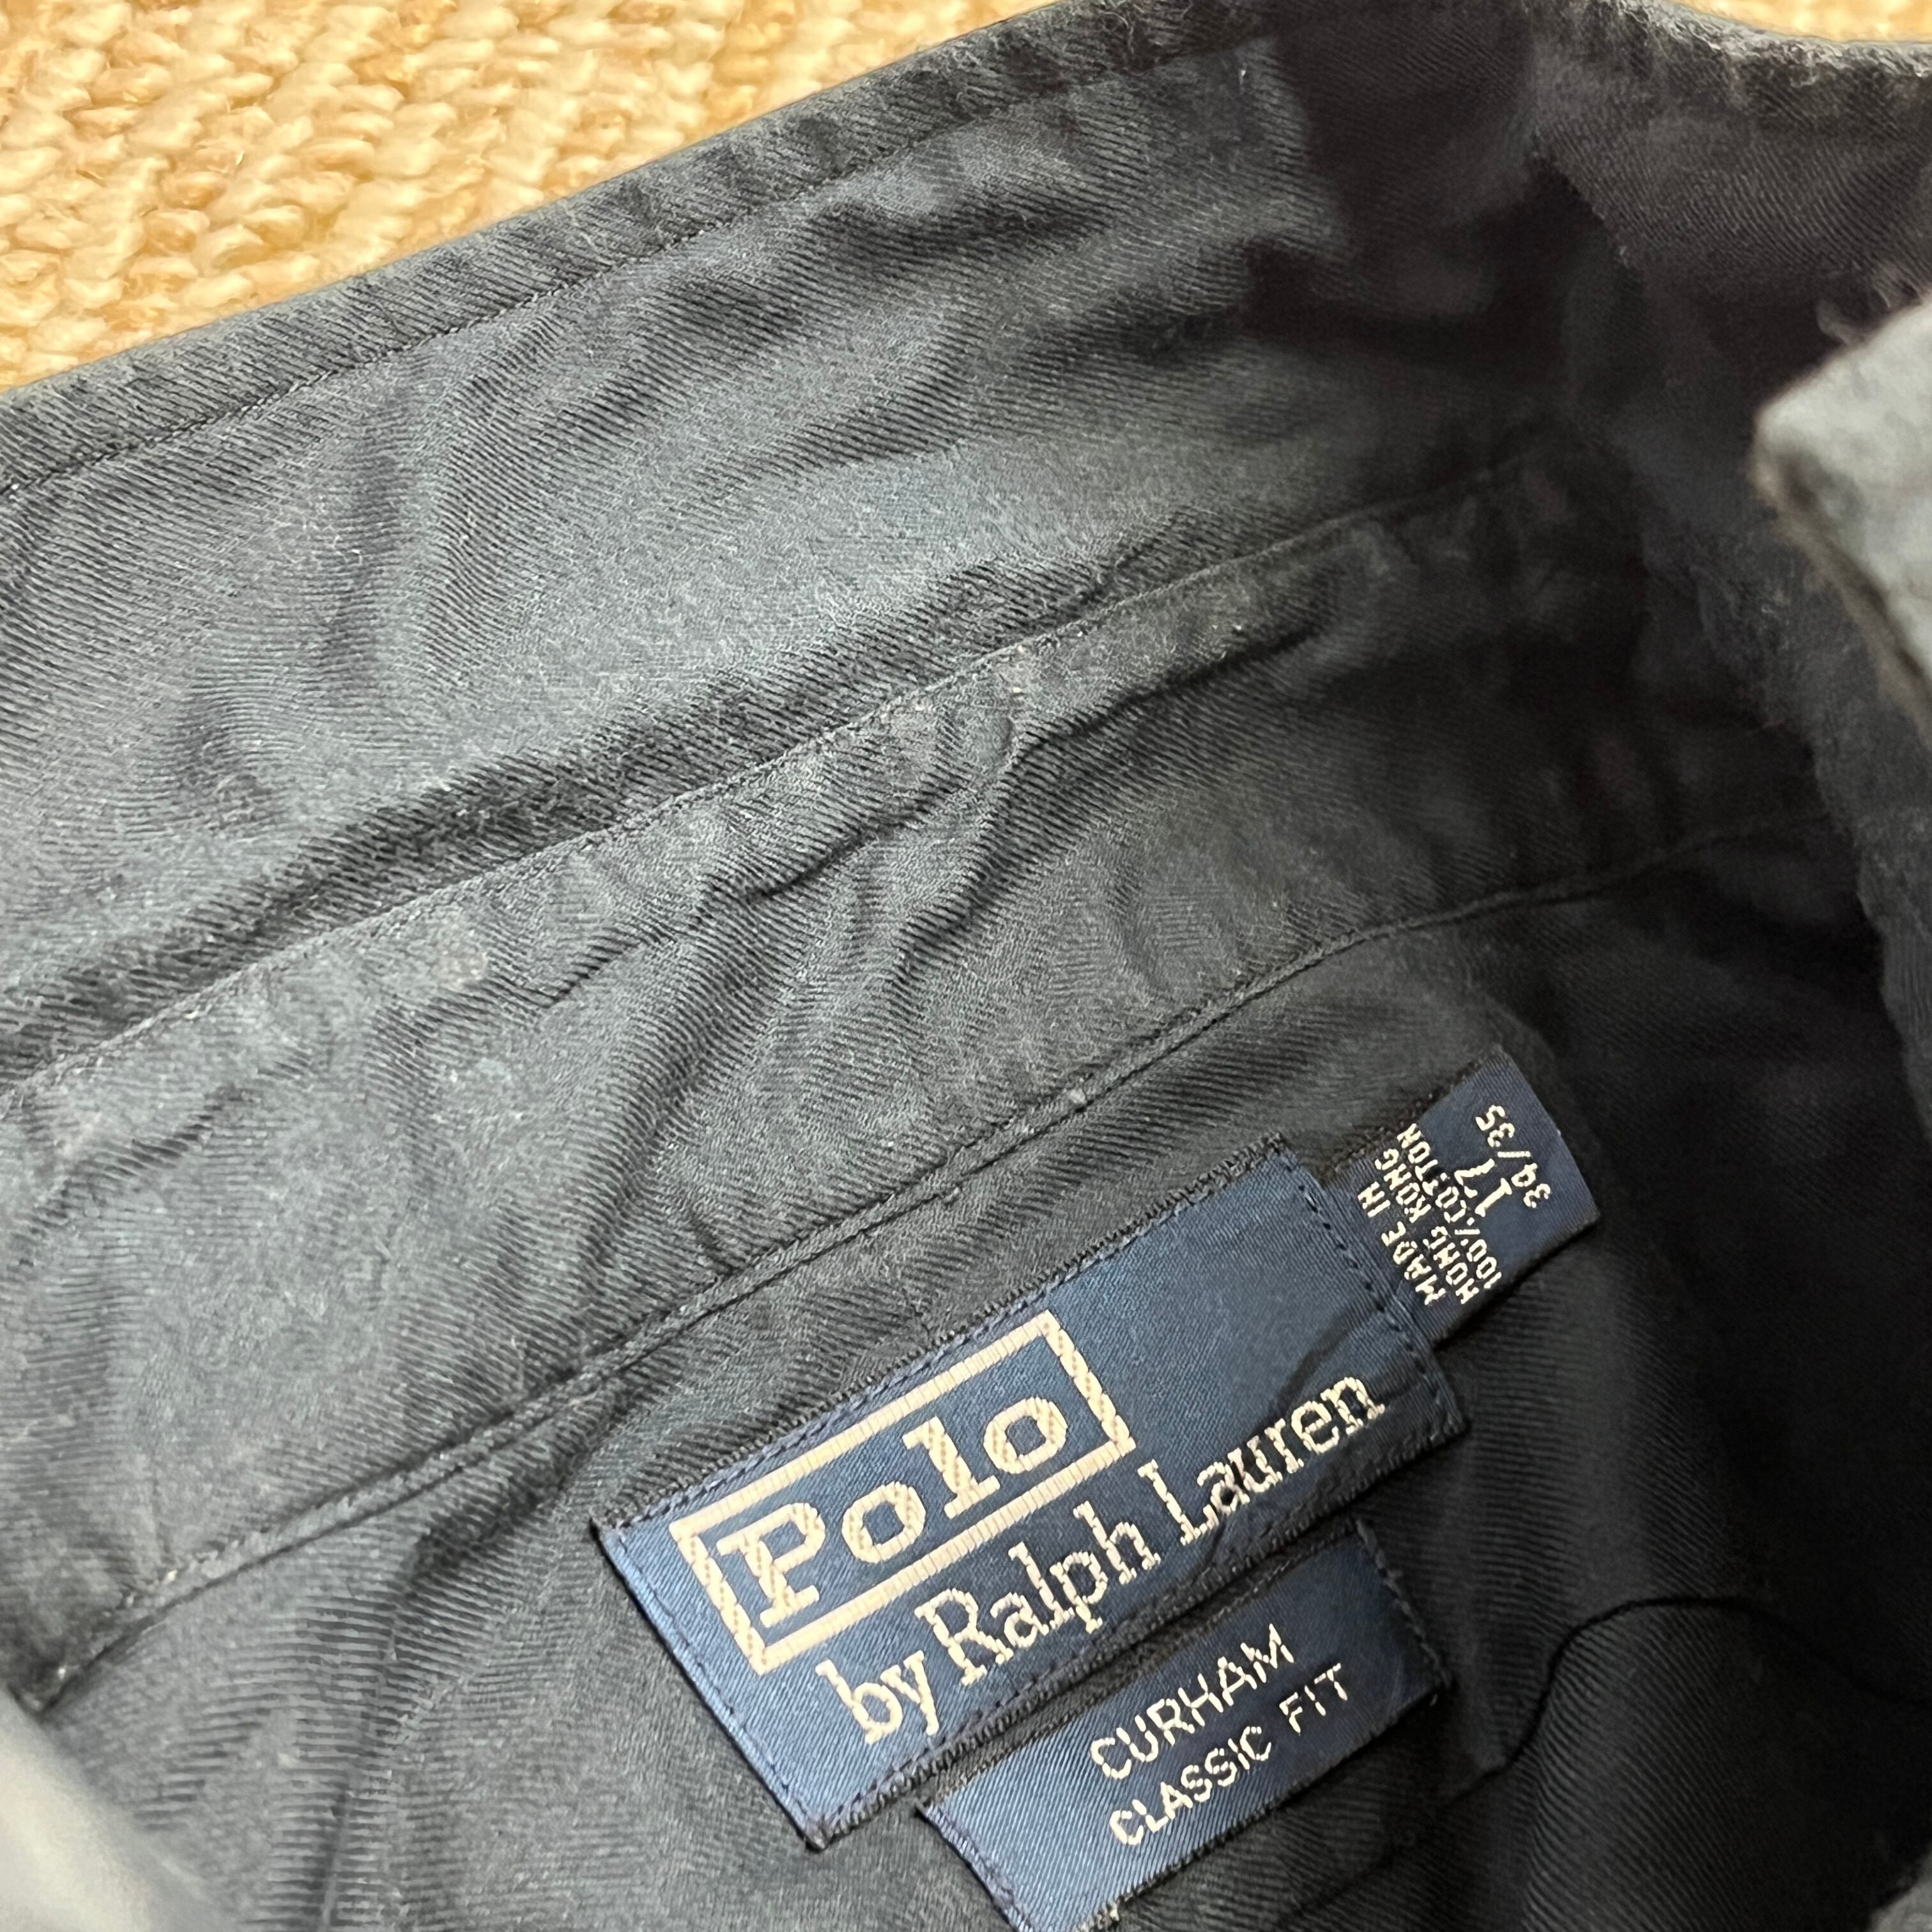 Polo
by Ralph Lauren
CURHAM
CLASSIC FIT
MADE IN
HONG KONG
100% COTTON
17
34/35